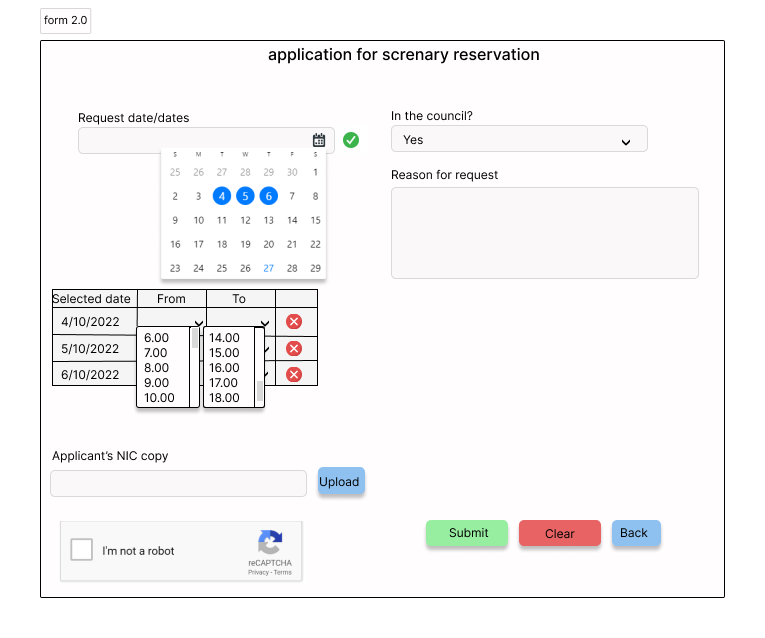 form 2.0
application for screnary reservation
Request date/dates
In the council?
Yes
Reason for request
S M T W T F S
25 26 27 28 29 30 1
2 3 4 5 6 7 8
9 10 11 12 13 14 15
16 17 18 19 20 21 22
23 24 25 26 27 28 29
Selected date From To
4/10/2022
5/10/2022
6/10/2022
6.00
7.00
8.00
9.00
10.00
14.00
15.00
16.00
17.00
18.00
Applicant's NIC copy
Upload
I'm not a robot
reCAPTCHA
Privacy - Terms
Submit
Clear
Back